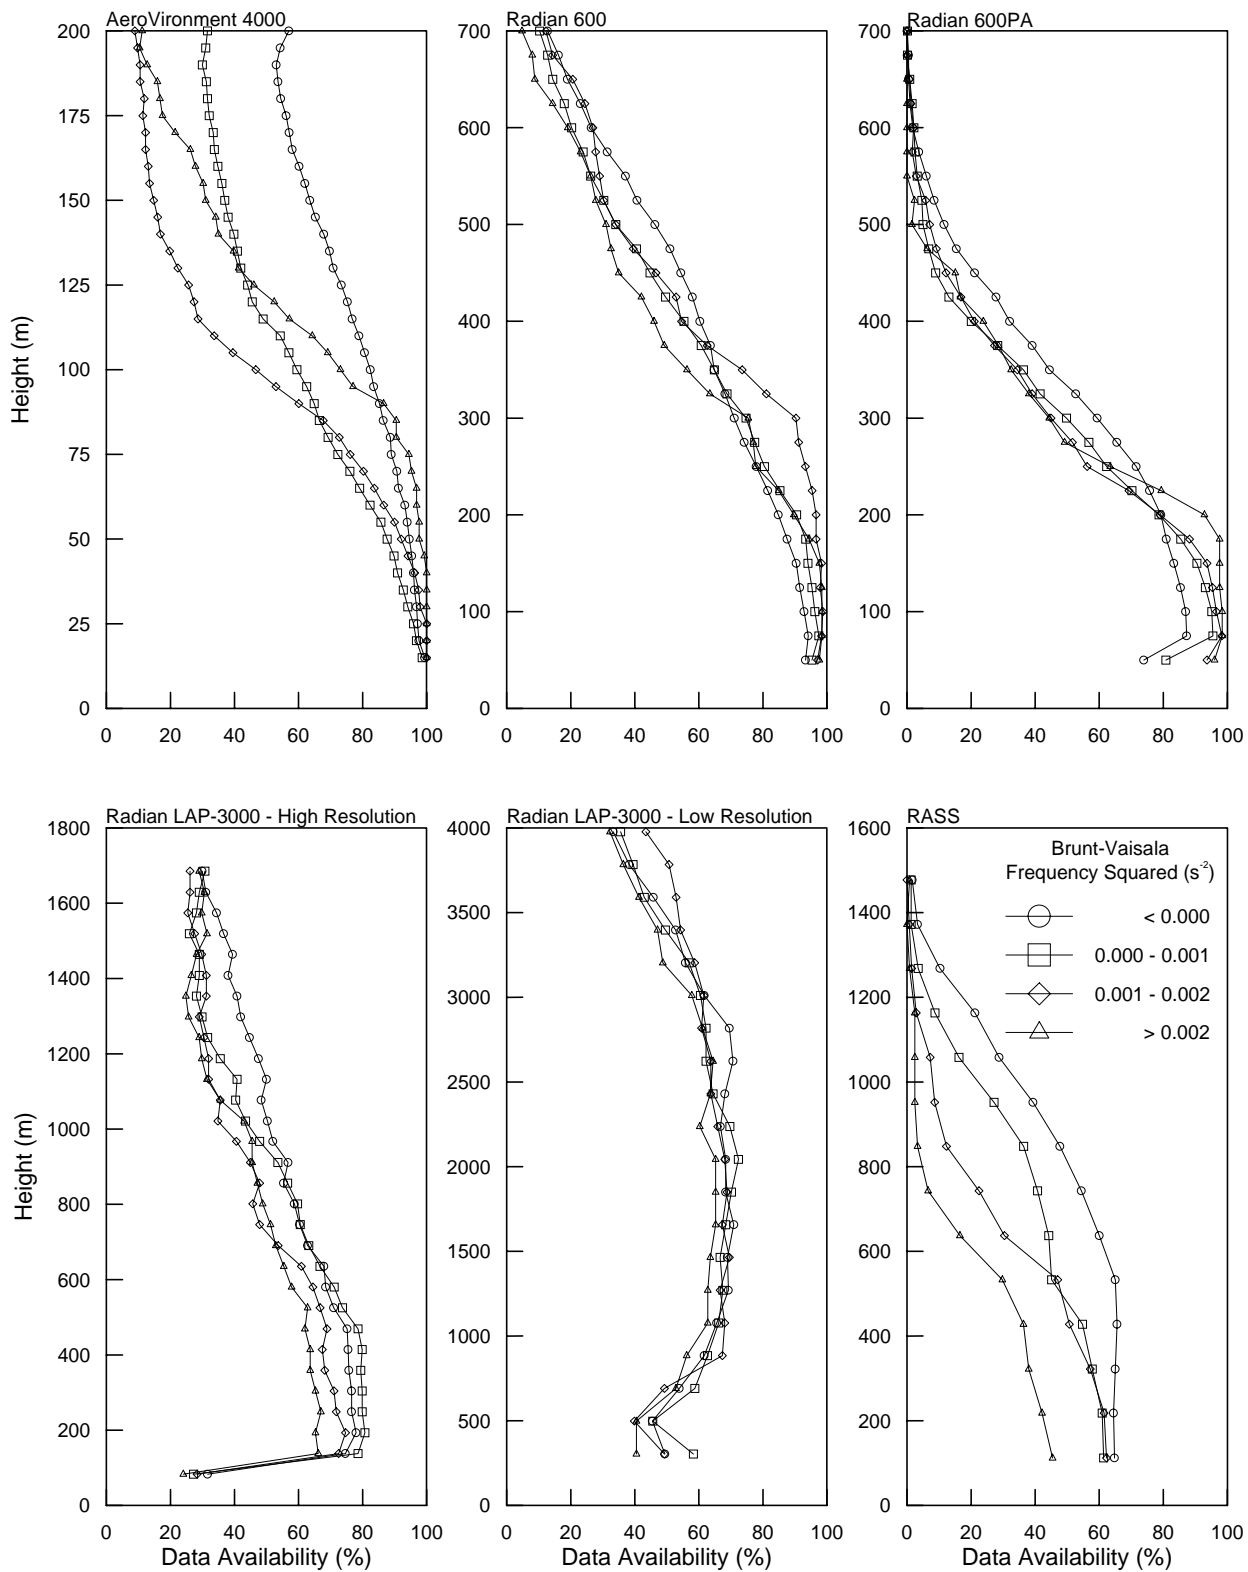 AeroVironment 4000
Radian 600
Radian 600PA
200
175
150
125
100
75
50
25
0
Height (m)
0 20 40 60 80 100
700
600
500
400
300
200
100
0
0 20 40 60 80 100
700
600
500
400
300
200
100
0
0 20 40 60 80 100
Radian LAP-3000 - High Resolution
Radian LAP-3000 - Low Resolution
RASS
1800
1600
1400
1200
1000
800
600
400
200
0
Height (m)
0 20 40 60 80 100
Data Availability (%)
4000
3500
3000
2500
2000
1500
1000
500
0
0 20 40 60 80 100
Data Availability (%)
1600
1400
1200
1000
800
600
400
200
0
Brunt-Vaisala
Frequency Squared (s⁻²)
< 0.000
0.000 - 0.001
0.001 - 0.002
> 0.002
0 20 40 60 80 100
Data Availability (%)